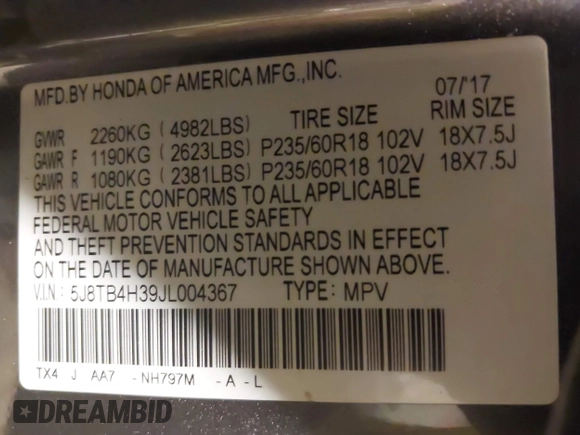 MFD.BY HONDA OF AMERICA MFG.,INC. 07/'17
TIRE SIZE RIM SIZE
GVWR 2260KG (4982LBS)
GAWR F 1190KG (2623LBS) P235/60R18 102V 18X7.5J
GAWR R 1080KG (2381LBS) P235/60R18 102V 18X7.5J
THIS VEHICLE CONFORMS TO ALL APPLICABLE
FEDERAL MOTOR VEHICLE SAFETY
AND THEFT PREVENTION STANDARDS IN EFFECT
ON THE DATE OF MANUFACTURE SHOWN ABOVE.
V.I.N: 5J8TB4H39JL004367 TYPE: MPV
TX4 J AA7 -NH797M -A-L
DREAMBID